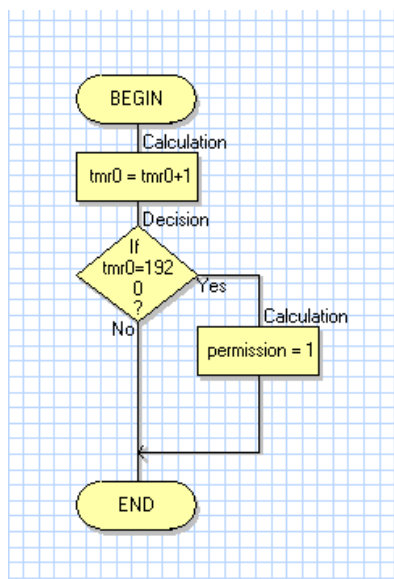 BEGIN
Calculation
tmr0 = tmr0+1
Decision
If
tmr0=192
0
?
Yes
No
Calculation
permission = 1
END